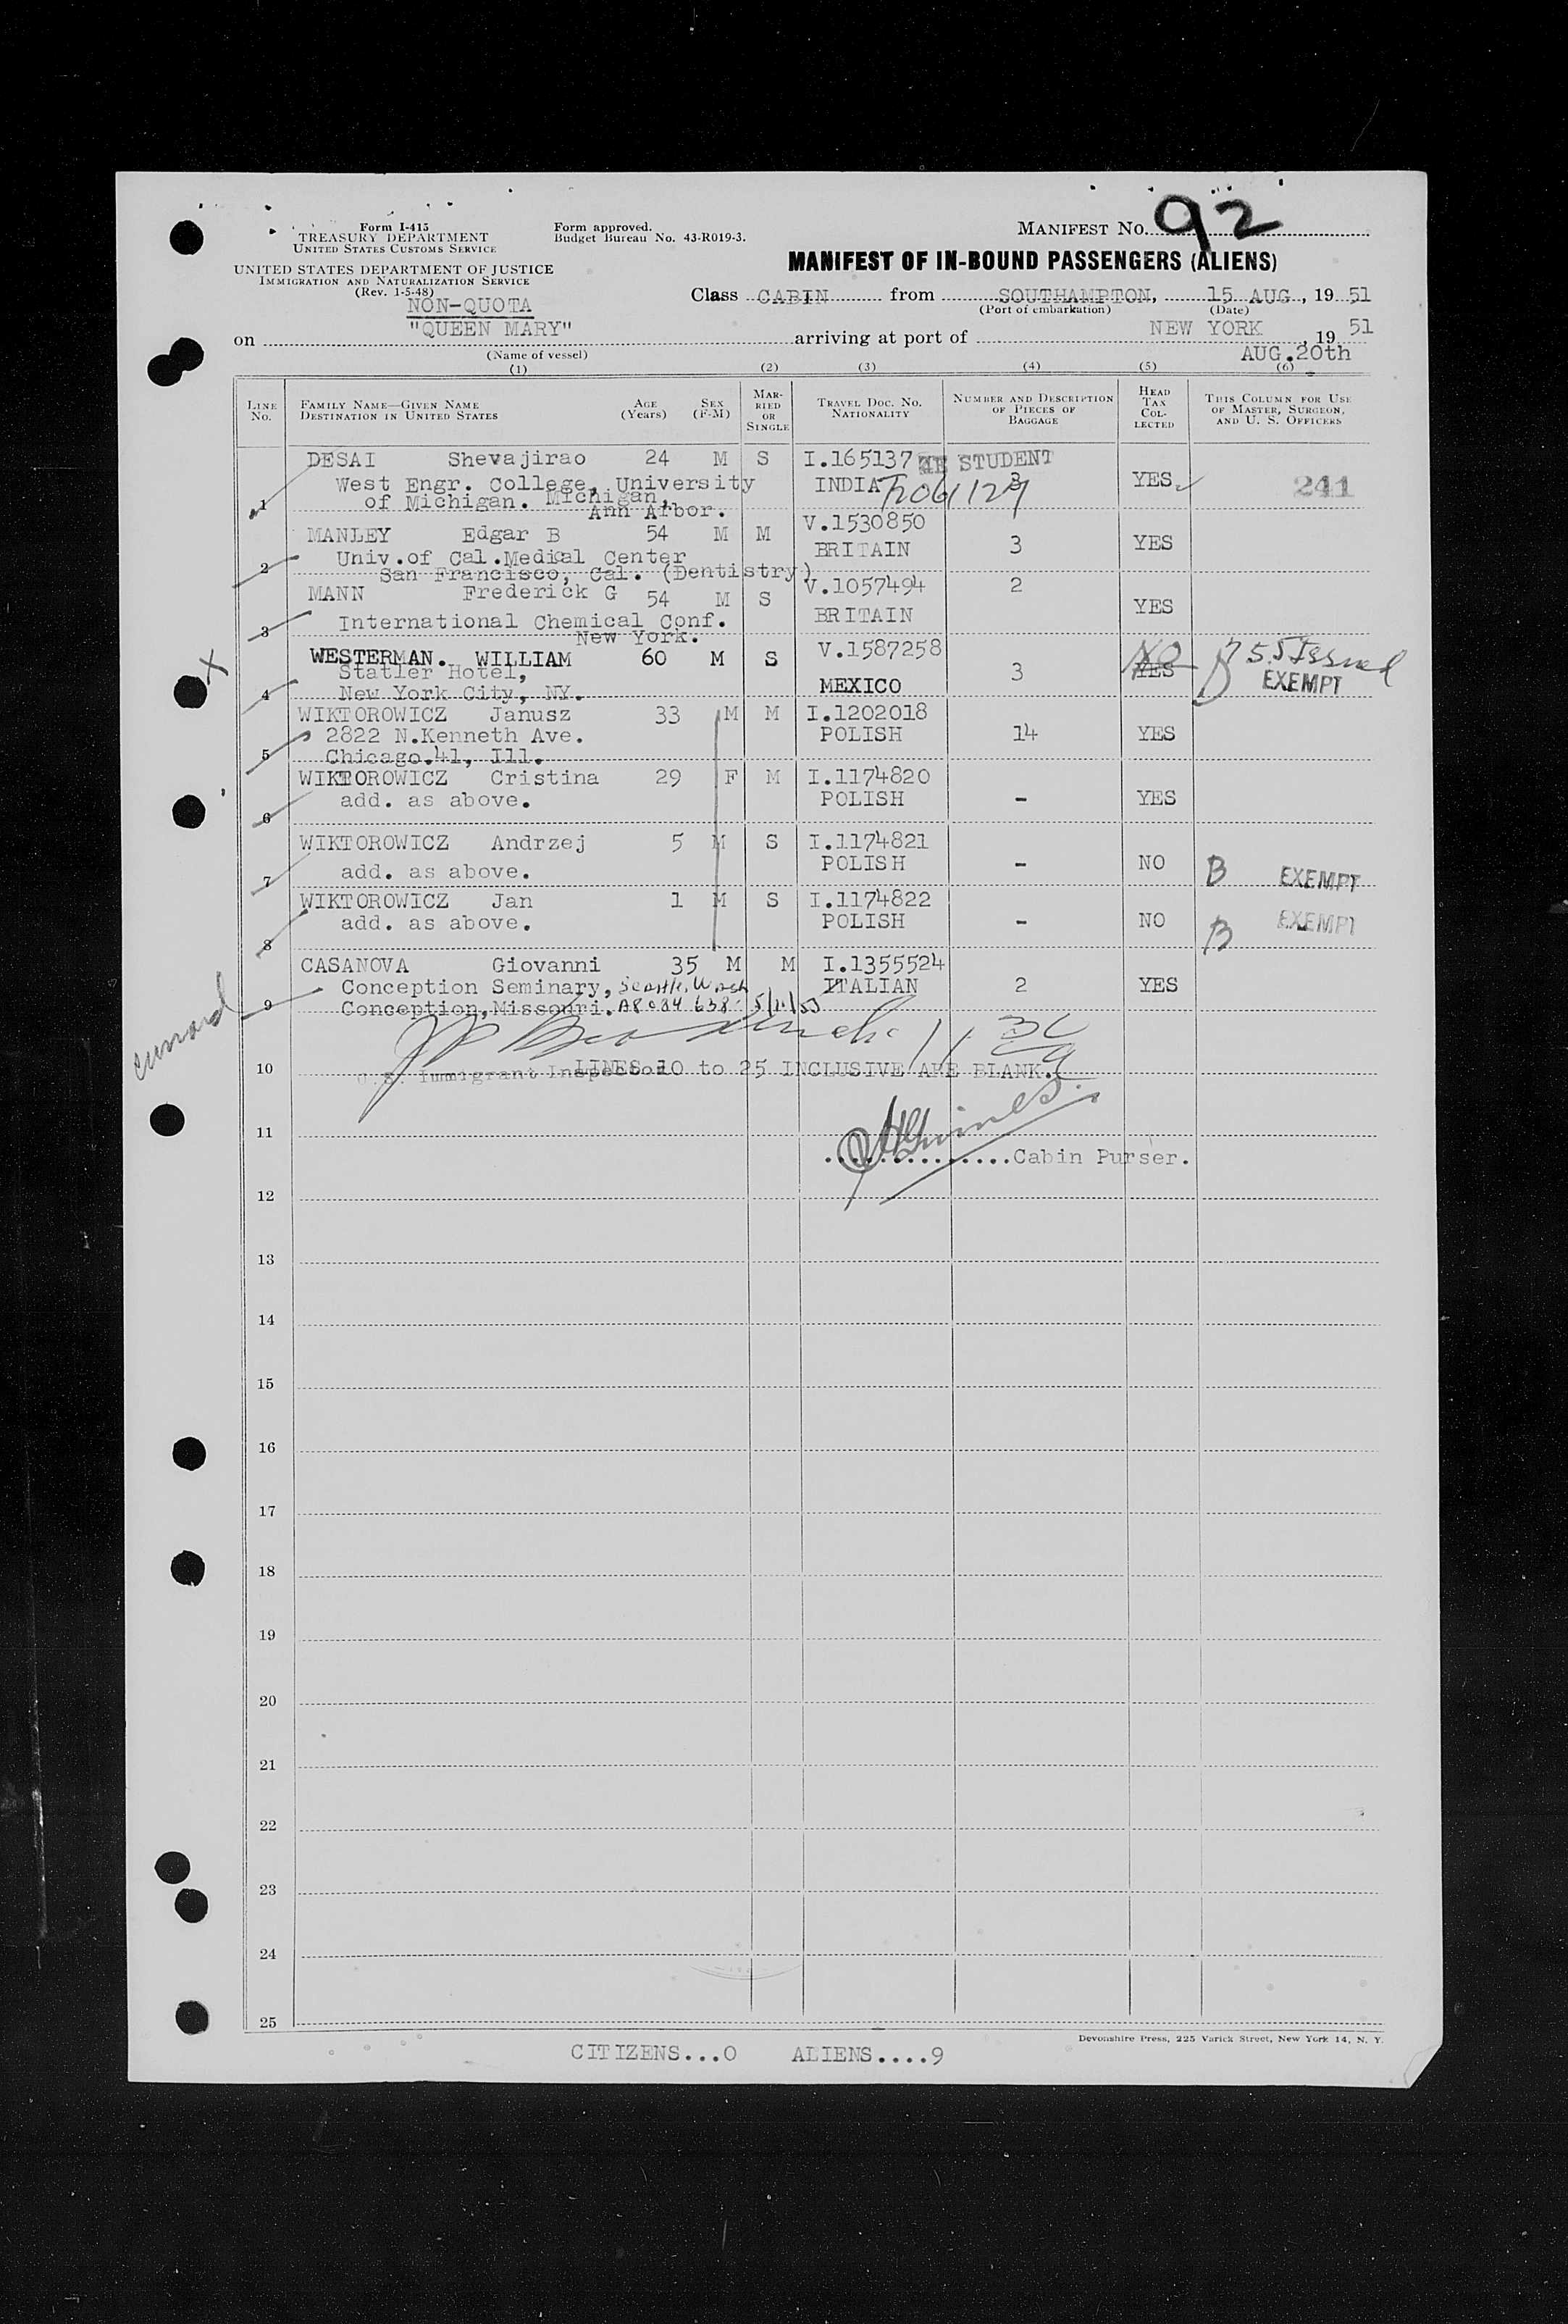 Form I-415
TREASURY DEPARTMENT
UNITED STATES CUSTOMS SERVICE
Form approved.
Budget Bureau No. 43-R019-3.
MANIFEST NO. 92
UNITED STATES DEPARTMENT OF JUSTICE
IMMIGRATION AND NATURALIZATION SERVICE
(Rev. 1-5-48)
MANIFEST OF IN-BOUND PASSENGERS (ALIENS)
NON-QUOTA
Class CABIN from SOUTHAMPTON, 15 AUG, 19 51
(Port of embarkation) (Date)
on "QUEEN MARY" arriving at port of NEW YORK, 19 51
(Name of vessel) AUG.20th
(1) (2) (3) (4) (5) (6)
LINE No. FAMILY NAME—GIVEN NAME DESTINATION IN UNITED STATES AGE (Years) SEX (F-M) MARRIED OR SINGLE TRAVEL DOC. NO. NATIONALITY NUMBER AND DESCRIPTION OF PIECES OF BAGGAGE HEAD TAX COLLECTED THIS COLUMN FOR USE OF MASTER, SURGEON, AND U. S. OFFICERS
DESAI Shevajirao 24 M S I.165137 STUDENT
West Engr. College, University INDIA 3 YES 241
1 of Michigan. Michigan,
Ann Arbor.
MANLEY Edgar B 54 M M V.1530850
2 Univ.of Cal.Medical Center BRITAIN 3 YES
San Francisco, Cal. (Dentistry)
MANN Frederick G 54 M S V.1057494 2
3 International Chemical Conf. BRITAIN YES
New York.
WESTERMAN. WILLIAM 60 M S V.1587258 NO YES 55 Issued
Statler Hotel, 3
4 New York City, NY. MEXICO EXEMPT
WIKTOROWICZ Janusz 33 M M I.1202018
5 2822 N.Kenneth Ave. POLISH 14 YES
Chicago.41, Ill.
WIKTOROWICZ Cristina 29 F M I.1174820
6 add. as above. POLISH - YES
WIKTOROWICZ Andrzej 5 M S I.1174821
7 add. as above. POLISH - NO B EXEMPT
WIKTOROWICZ Jan 1 M S I.1174822
8 add. as above. POLISH - NO B EXEMPT
CASANOVA Giovanni 35 M M I.1355524
Conception Seminary, Seattle, Wash ITALIAN 2 YES
9 Conception, Missouri. A8 084 638 5/11/53
10 U.S. Immigrant Inspector LINES 10 to 25 INCLUSIVE ARE BLANK.
11
Cabin Purser.
12
13
14
15
16
17
18
19
20
21
22
23
24
25
Devonshire Press, 225 Varick Street, New York 14, N. Y.
CITIZENS...0 ALIENS....9